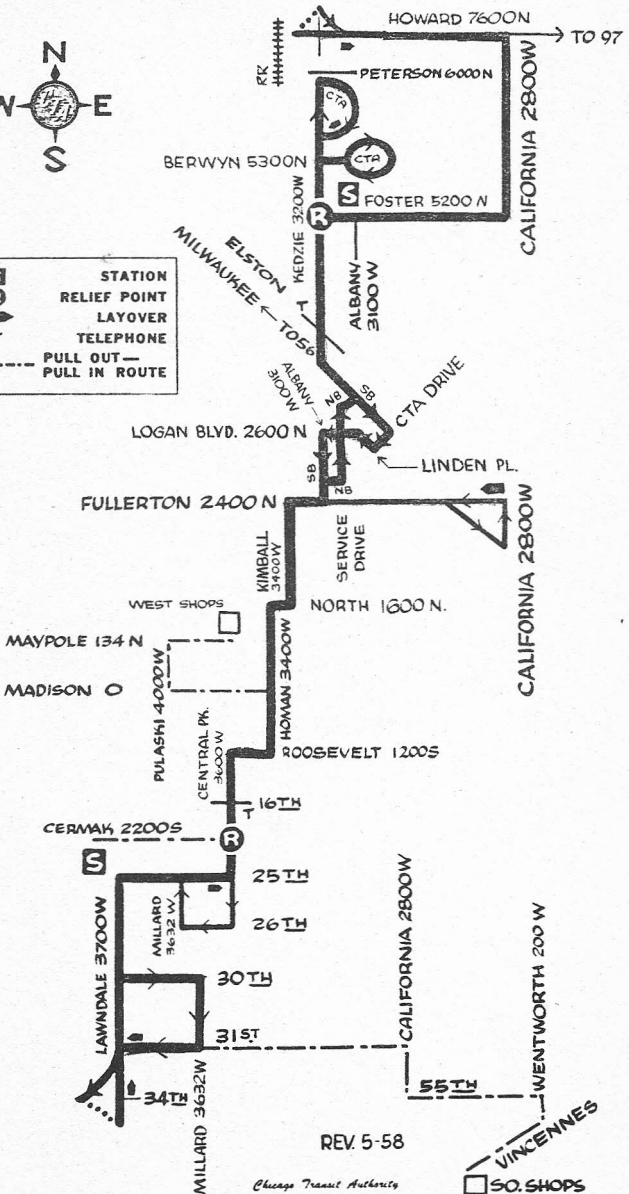 HOWARD 7600N
TO 97
RR
PETERSON 6000N
N
W
E
S
CTA
CTA
BERWYN 5300N
S
FOSTER 5200 N
R
KEDZIE 3200W
CALIFORNIA 2800W
ALBANY
3100W
ELSTON
MILWAUKEE ← TO 56
T
STATION
RELIEF POINT
LAYOVER
TELEPHONE
PULL OUT—
PULL IN ROUTE
ALBANY
3100W
NB
SB
CTA DRIVE
LOGAN BLVD. 2600 N
LINDEN PL.
SB
NB
FULLERTON 2400 N
SERVICE
DRIVE
KIMBALL
3400W
CALIFORNIA 2800W
WEST SHOPS
NORTH 1600 N.
MAYPOLE 134 N
PULASKI 4000W
HOMAN 3400W
MADISON O
CENTRAL PK.
3600 W
ROOSEVELT 1200S
16TH
T
CERMAK 2200S
R
S
25TH
MILLARD
3632 W
26TH
LAWNDALE 3700W
30TH
31ST
CALIFORNIA 2800W
WENTWORTH 200 W
34TH
MILLARD 3632W
55TH
VINCENNES
REV. 5-58
Chicago Transit Authority
SO. SHOPS